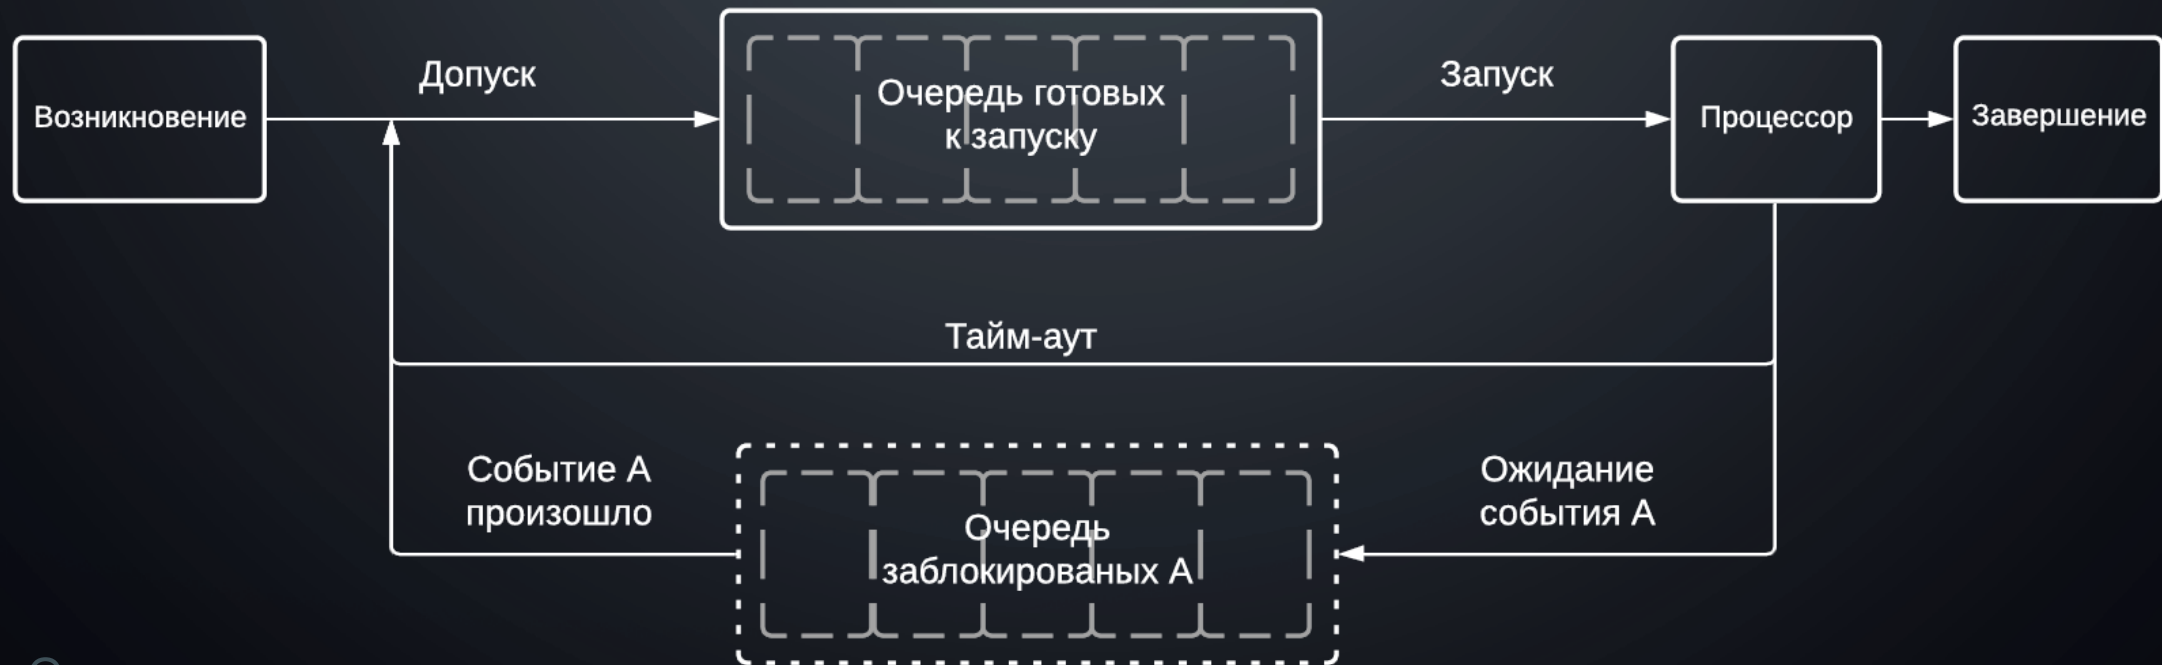 Допуск
Запуск
Возникновение
Очередь готовых
к запуску
Процессор
Завершение
Тайм-аут
Событие А
произошло
Ожидание
события А
Очередь
заблокированых А